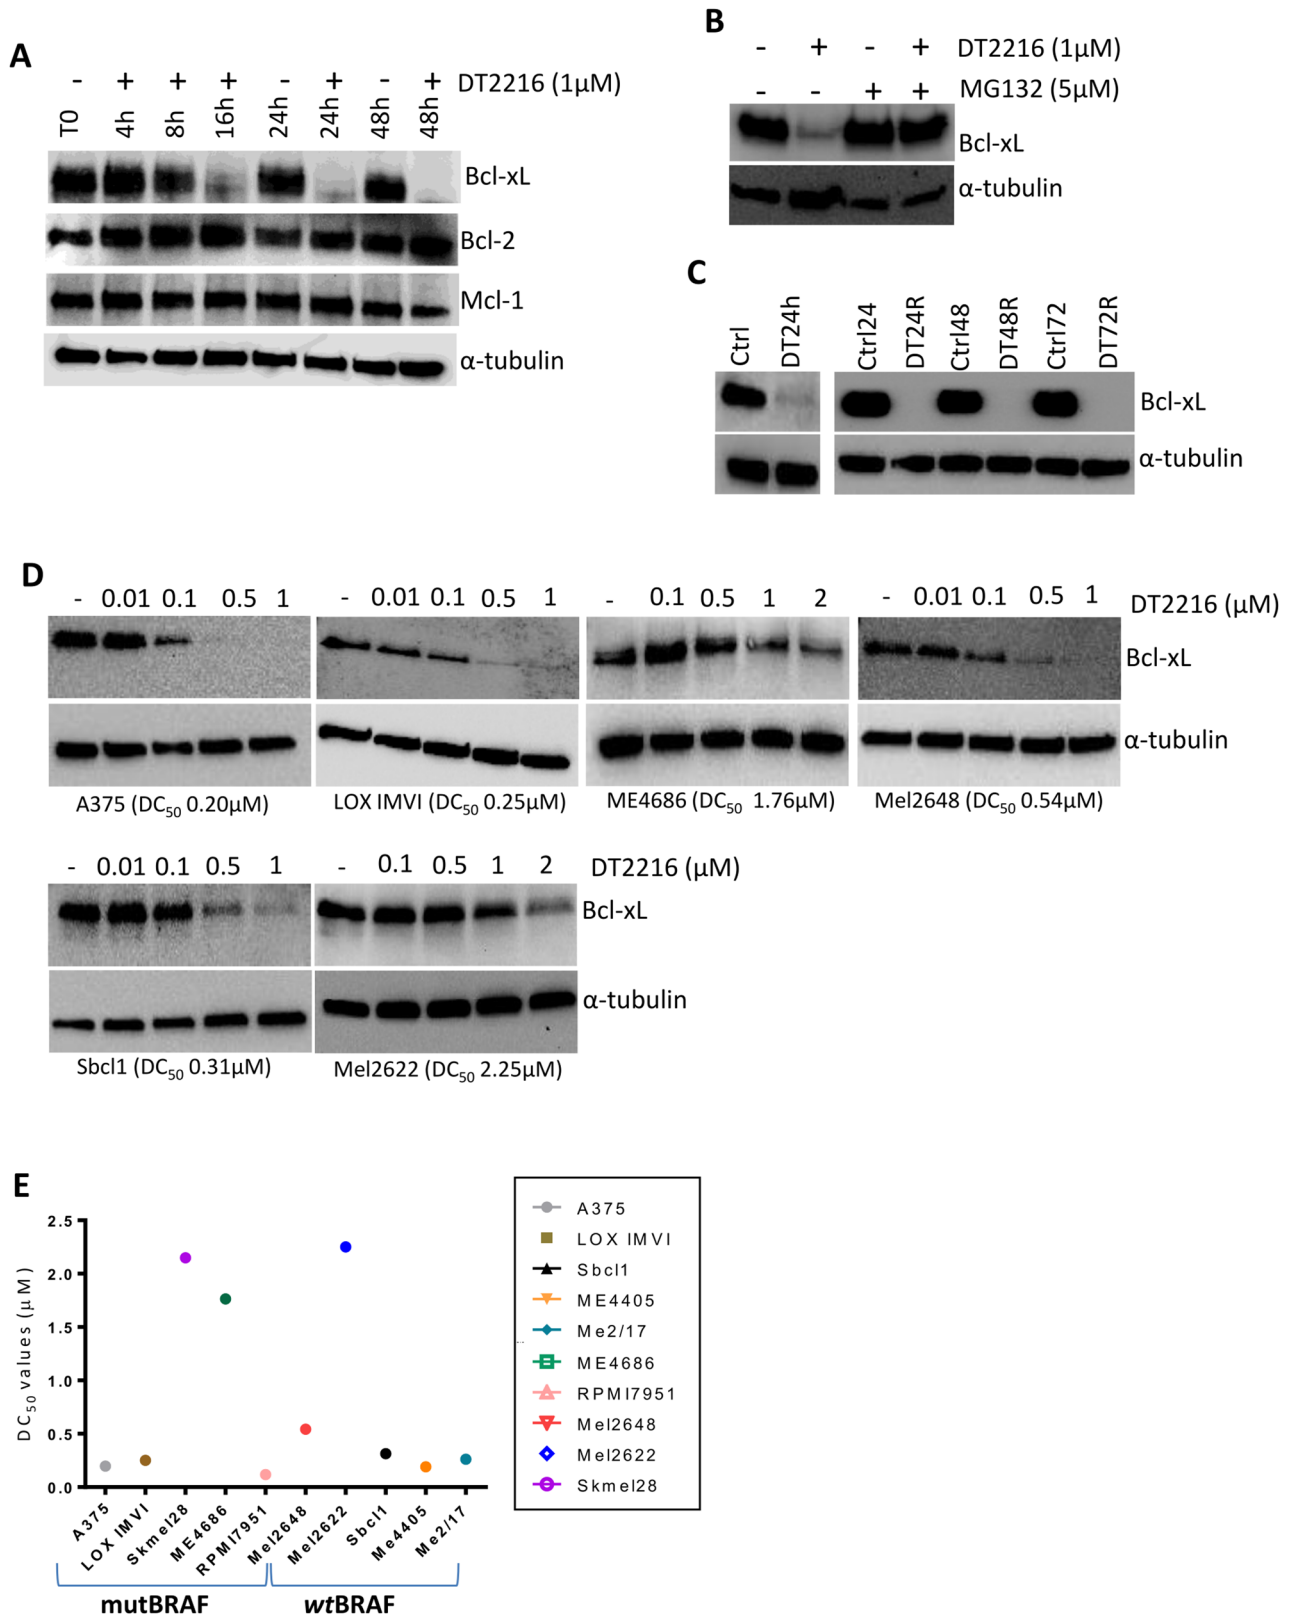 A
- + + + - + - + DT2216 (1µM)
T0 4h 8h 16h 24h 24h 48h 48h
Bcl-xL
Bcl-2
Mcl-1
α-tubulin
B
- + - + DT2216 (1µM)
- - + + MG132 (5µM)
Bcl-xL
α-tubulin
C
Ctrl DT24h Ctrl24 DT24R Ctrl48 DT48R Ctrl72 DT72R
Bcl-xL
α-tubulin
D
- 0.01 0.1 0.5 1 - 0.01 0.1 0.5 1 - 0.1 0.5 1 2 - 0.01 0.1 0.5 1 DT2216 (µM)
Bcl-xL
α-tubulin
A375 (DC50 0.20µM) LOX IMVI (DC50 0.25µM) ME4686 (DC50 1.76µM) Mel2648 (DC50 0.54µM)
- 0.01 0.1 0.5 1 - 0.1 0.5 1 2 DT2216 (µM)
Bcl-xL
α-tubulin
Sbcl1 (DC50 0.31µM) Mel2622 (DC50 2.25µM)
E
DC50 values (µM)
2.5
2.0
1.5
1.0
0.5
0.0
A375 LOX IMVI Skmel28 ME4686 RPMI7951 Mel2648 Mel2622 Sbcl1 Me4405 Me2/17
mutBRAF wtBRAF
A375
LOX IMVI
Sbcl1
ME4405
Me2/17
ME4686
RPMI7951
Mel2648
Mel2622
Skmel28